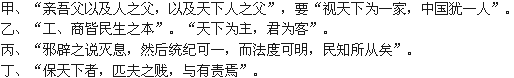 甲、“亲吾父以及人之父，以及天下人之父”，要“视天下为一家，中国犹一人”。
乙、“工、商皆民生之本”。“天下为主，君为客”。
丙、“邪辟之说灭息，然后统纪可一，而法度可明，民知所从矣”。
丁、“保天下者，匹夫之贱，与有责焉”。